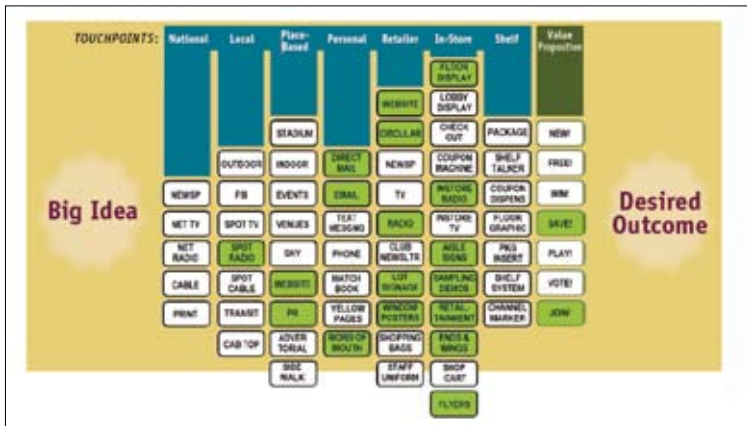 TOUCHPOINTS: National Local Place- Personal Retailer In-Store Shelf Value
Based Proposition
FLOOR
DISPLAY
WEBSITE LOBBY
DISPLAY
STADIUM CIRCULAR CHECK
OUT PACKAGE NEW!
OUTDOOR INDOOR DIRECT
MAIL NEWSP COUPON
MACHINE SHELF
TALKER FREE!
NEWSP FSI EVENTS EMAIL TV INSTORE
RADIO COUPON
DISPENS WIN!
Big Idea
NET TV SPOT TV VENUES TEXT
MSGING RADIO INSTORE
TV FLOOR
GRAPHIC SAVE!
Desired
Outcome
NET
RADIO SPOT
RADIO SKY PHONE CLUB
NEWSLTR AISLE
SIGNS PKG
INSERT PLAY!
CABLE SPOT
CABLE WEBSITE MATCH
BOOK LOT
SIGNAGE SAMPLING
DEMOS SHELF
SYSTEM VOTE!
PRINT TRANSIT PR YELLOW
PAGES WINDOW
POSTERS RETAIL-
TAINMENT CHANNEL
MARKER JOIN!
CAB TOP ADVER
TORIAL WORD OF
MOUTH SHOPPING
BAGS ENDS &
WINGS
SIDE
WALK STAFF
UNIFORM SHOP
CART
FLYERS